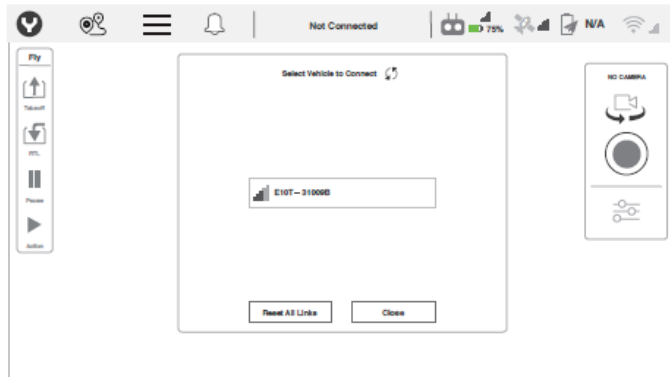 Not Connected
75%
N/A
Fly
Takeoff
RTL
Pause
Action
Select Vehicle to Connect
E10T – 31009B
Reset All Links
Close
NO CAMERA